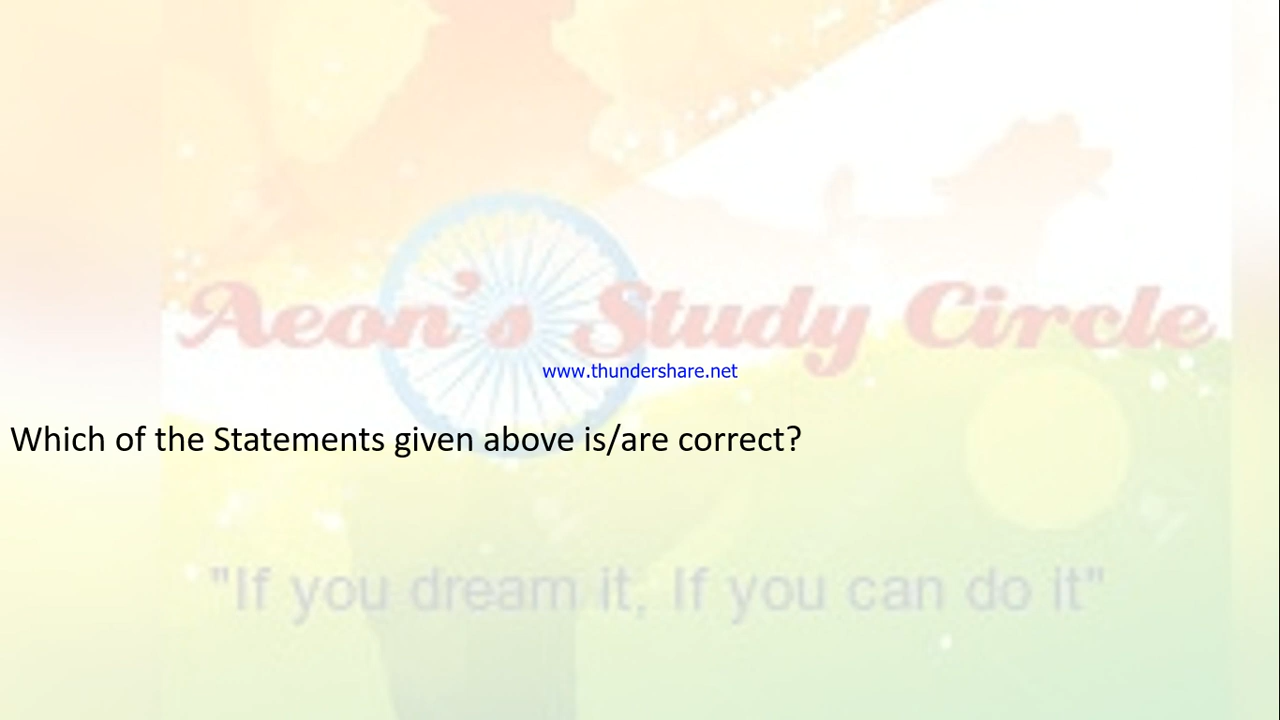 Aeon's Study Circle
www.thundershare.net
Which of the Statements given above is/are correct?
"If you dream it, If you can do it"